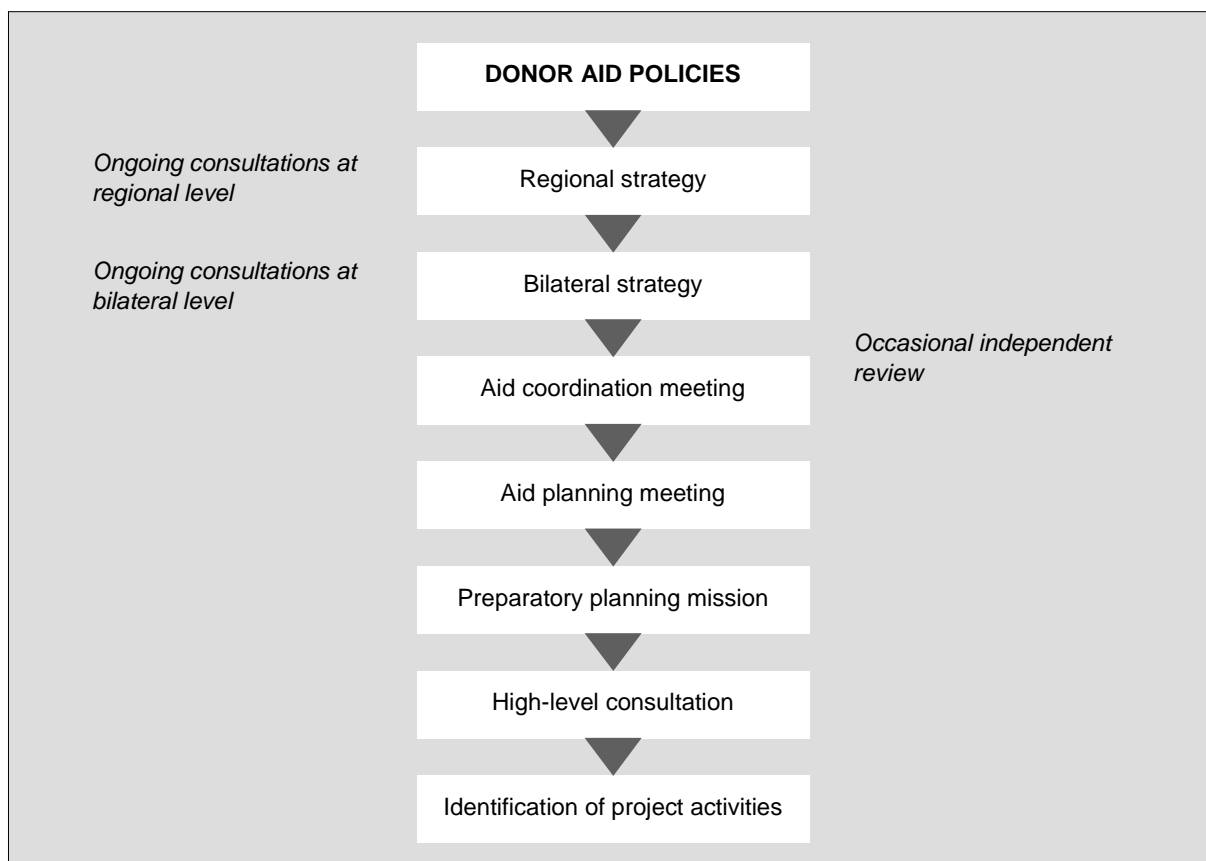 DONOR AID POLICIES
Ongoing consultations at
regional level
Regional strategy
Ongoing consultations at
bilateral level
Bilateral strategy
Occasional independent
review
Aid coordination meeting
Aid planning meeting
Preparatory planning mission
High-level consultation
Identification of project activities